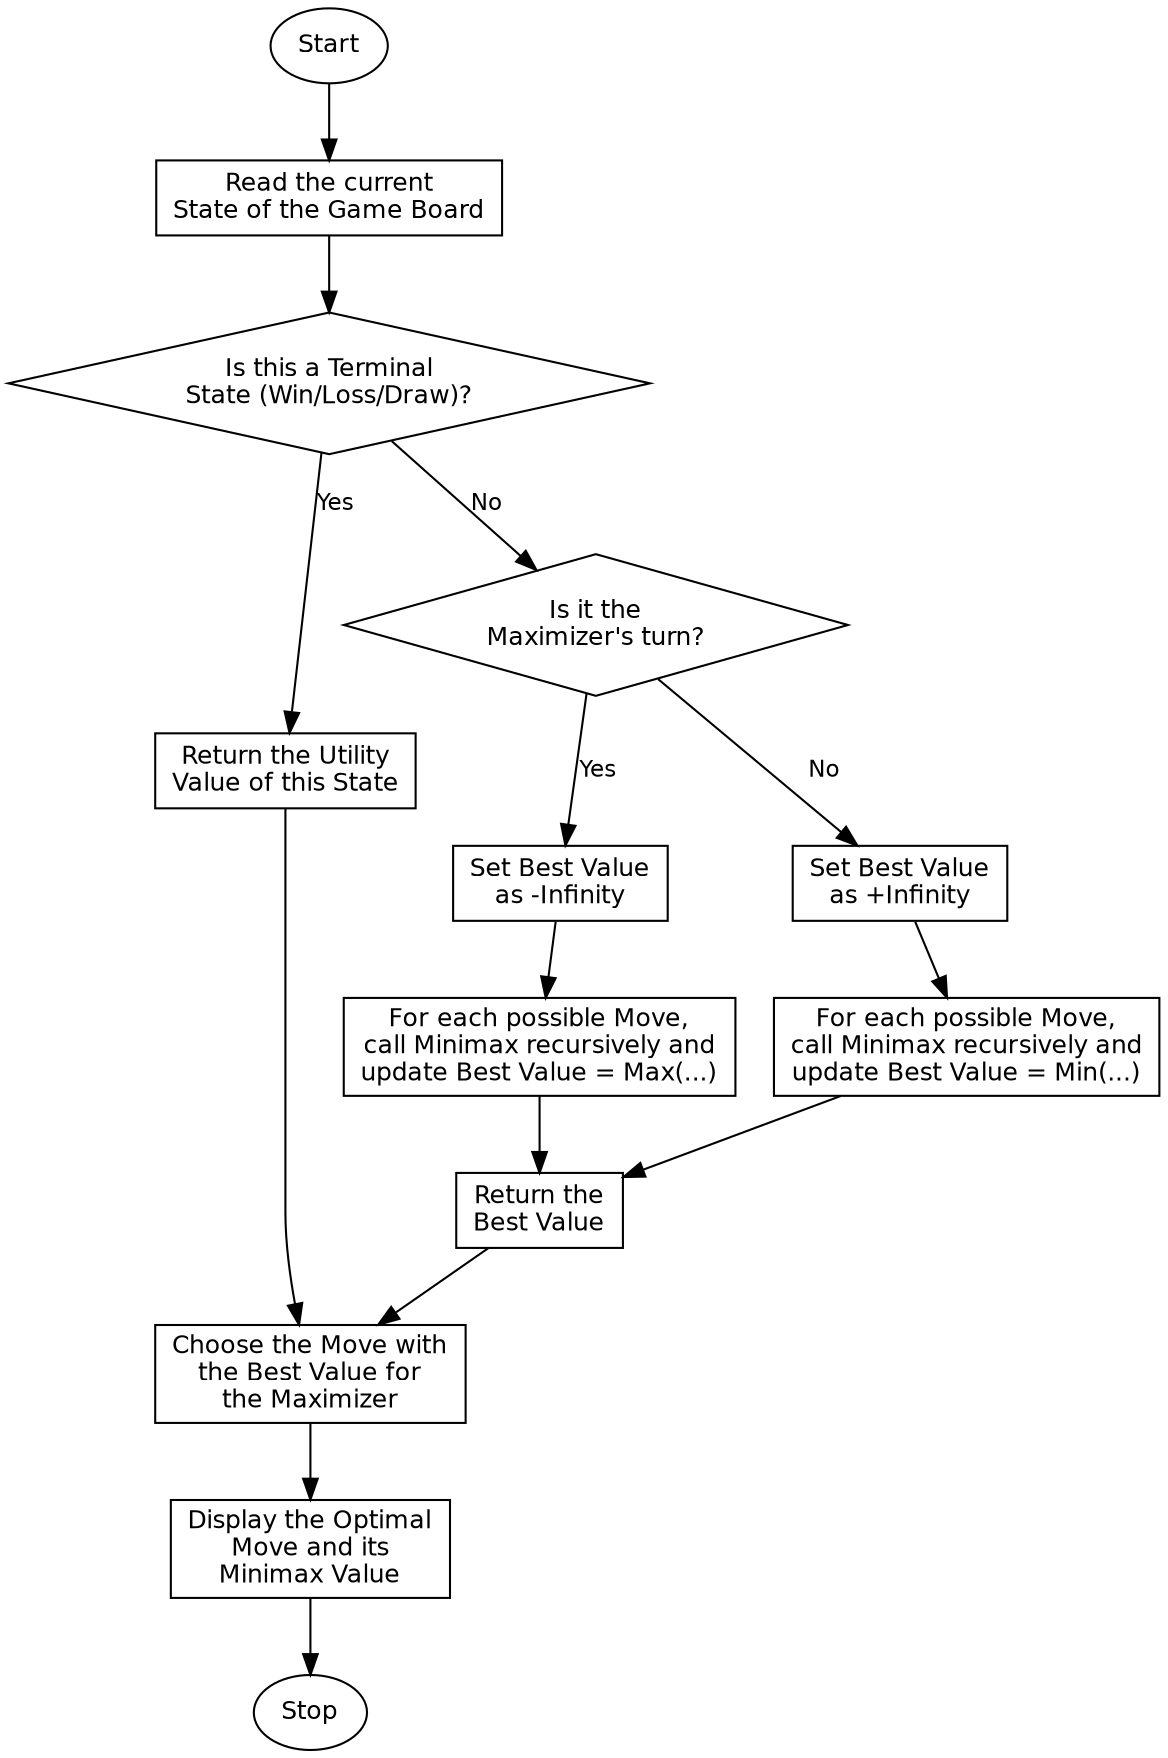 Start
Read the current
State of the Game Board
Is this a Terminal
State (Win/Loss/Draw)?
Yes
No
Is it the
Maximizer's turn?
Return the Utility
Value of this State
Yes
No
Set Best Value
as -Infinity
Set Best Value
as +Infinity
For each possible Move,
call Minimax recursively and
update Best Value = Max(...)
For each possible Move,
call Minimax recursively and
update Best Value = Min(...)
Return the
Best Value
Choose the Move with
the Best Value for
the Maximizer
Display the Optimal
Move and its
Minimax Value
Stop